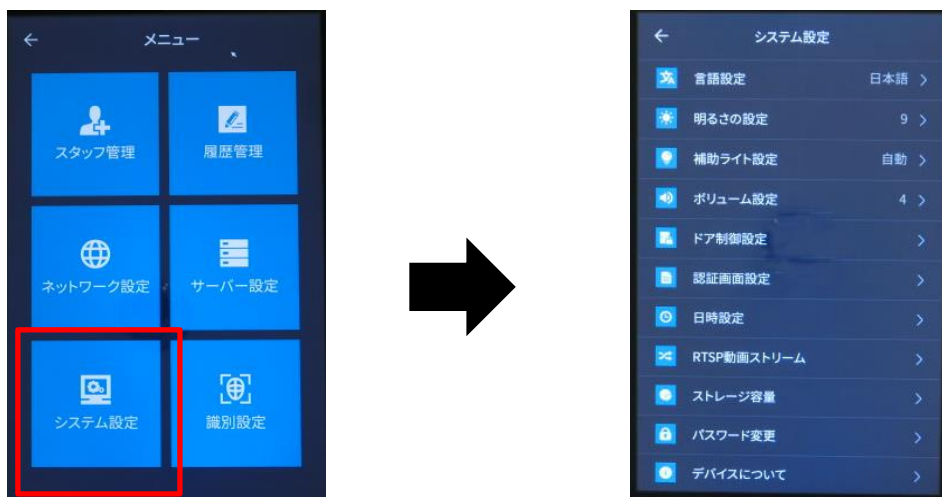 メニュー
スタッフ管理
履歴管理
ネットワーク設定
サーバー設定
システム設定
識別設定
システム設定
言語設定 日本語
明るさの設定 9
補助ライト設定 自動
ボリューム設定 4
ドア制御設定
認証画面設定
日時設定
RTSP動画ストリーム
ストレージ容量
パスワード変更
デバイスについて